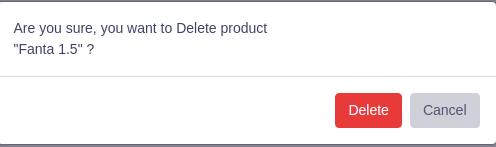 Are you sure, you want to Delete product
"Fanta 1.5" ?
Delete
Cancel